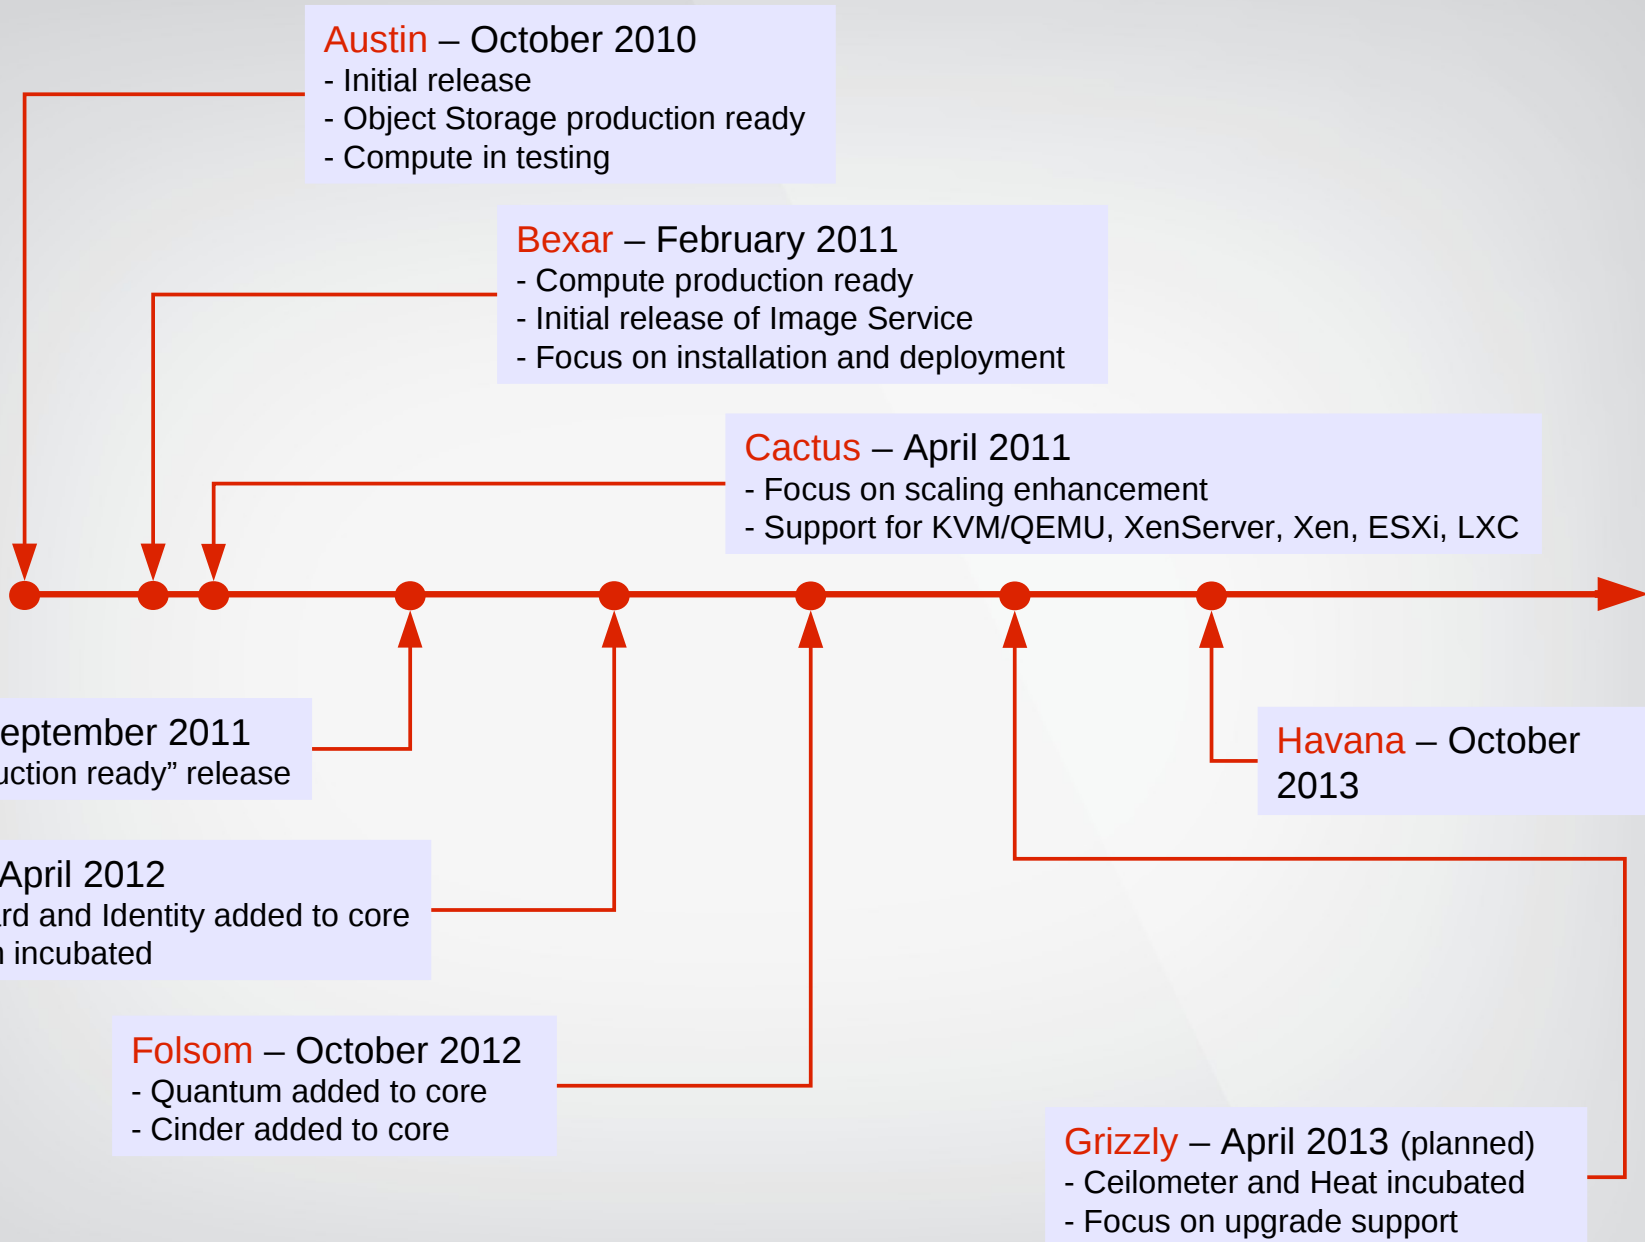 Austin – October 2010
- Initial release
- Object Storage production ready
- Compute in testing
Bexar – February 2011
- Compute production ready
- Initial release of Image Service
- Focus on installation and deployment
Cactus – April 2011
- Focus on scaling enhancement
- Support for KVM/QEMU, XenServer, Xen, ESXi, LXC
2011
ready” release
April 2012
and Identity added to core
incubated
Havana – October
2013
Folsom – October 2012
- Quantum added to core
- Cinder added to core
Grizzly – April 2013 (planned)
- Ceilometer and Heat incubated
- Focus on upgrade support